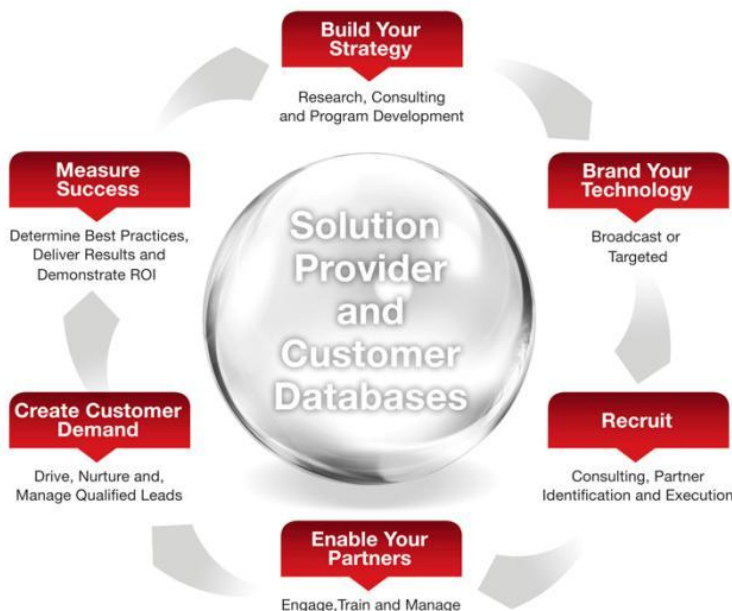 Build Your
Strategy
Research, Consulting
and Program Development
Brand Your
Technology
Broadcast or
Targeted
Recruit
Consulting, Partner
Identification and Execution
Enable Your
Partners
Engage,Train and Manage
Create Customer
Demand
Drive, Nurture and,
Manage Qualified Leads
Measure
Success
Determine Best Practices,
Deliver Results and
Demonstrate ROI
Solution
Provider
and
Customer
Databases